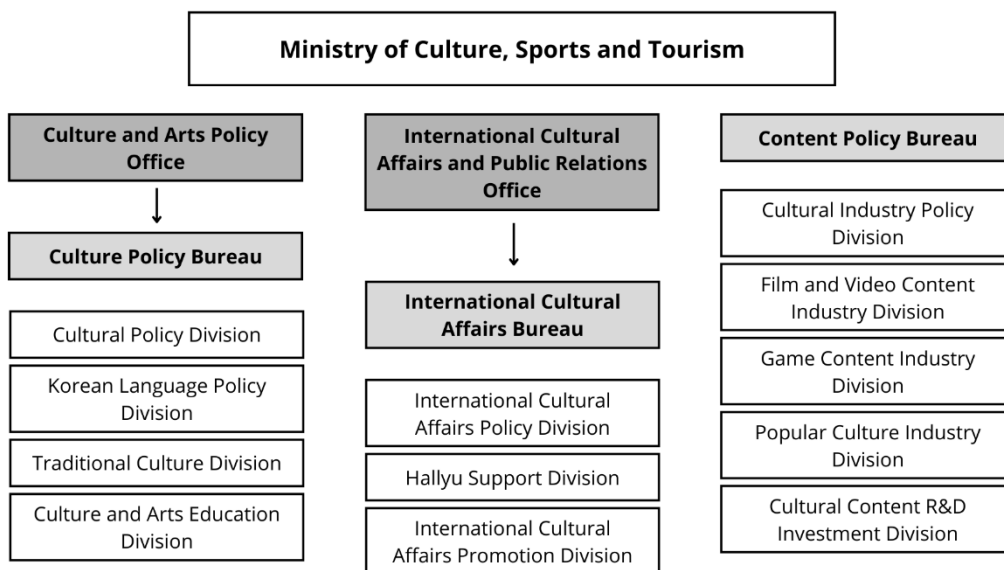 Ministry of Culture, Sports and Tourism
Culture and Arts Policy
Office
Culture Policy Bureau
Cultural Policy Division
Korean Language Policy
Division
Traditional Culture Division
Culture and Arts Education
Division
International Cultural
Affairs and Public Relations
Office
International Cultural
Affairs Bureau
International Cultural
Affairs Policy Division
Hallyu Support Division
International Cultural
Affairs Promotion Division
Content Policy Bureau
Cultural Industry Policy
Division
Film and Video Content
Industry Division
Game Content Industry
Division
Popular Culture Industry
Division
Cultural Content R&D
Investment Division